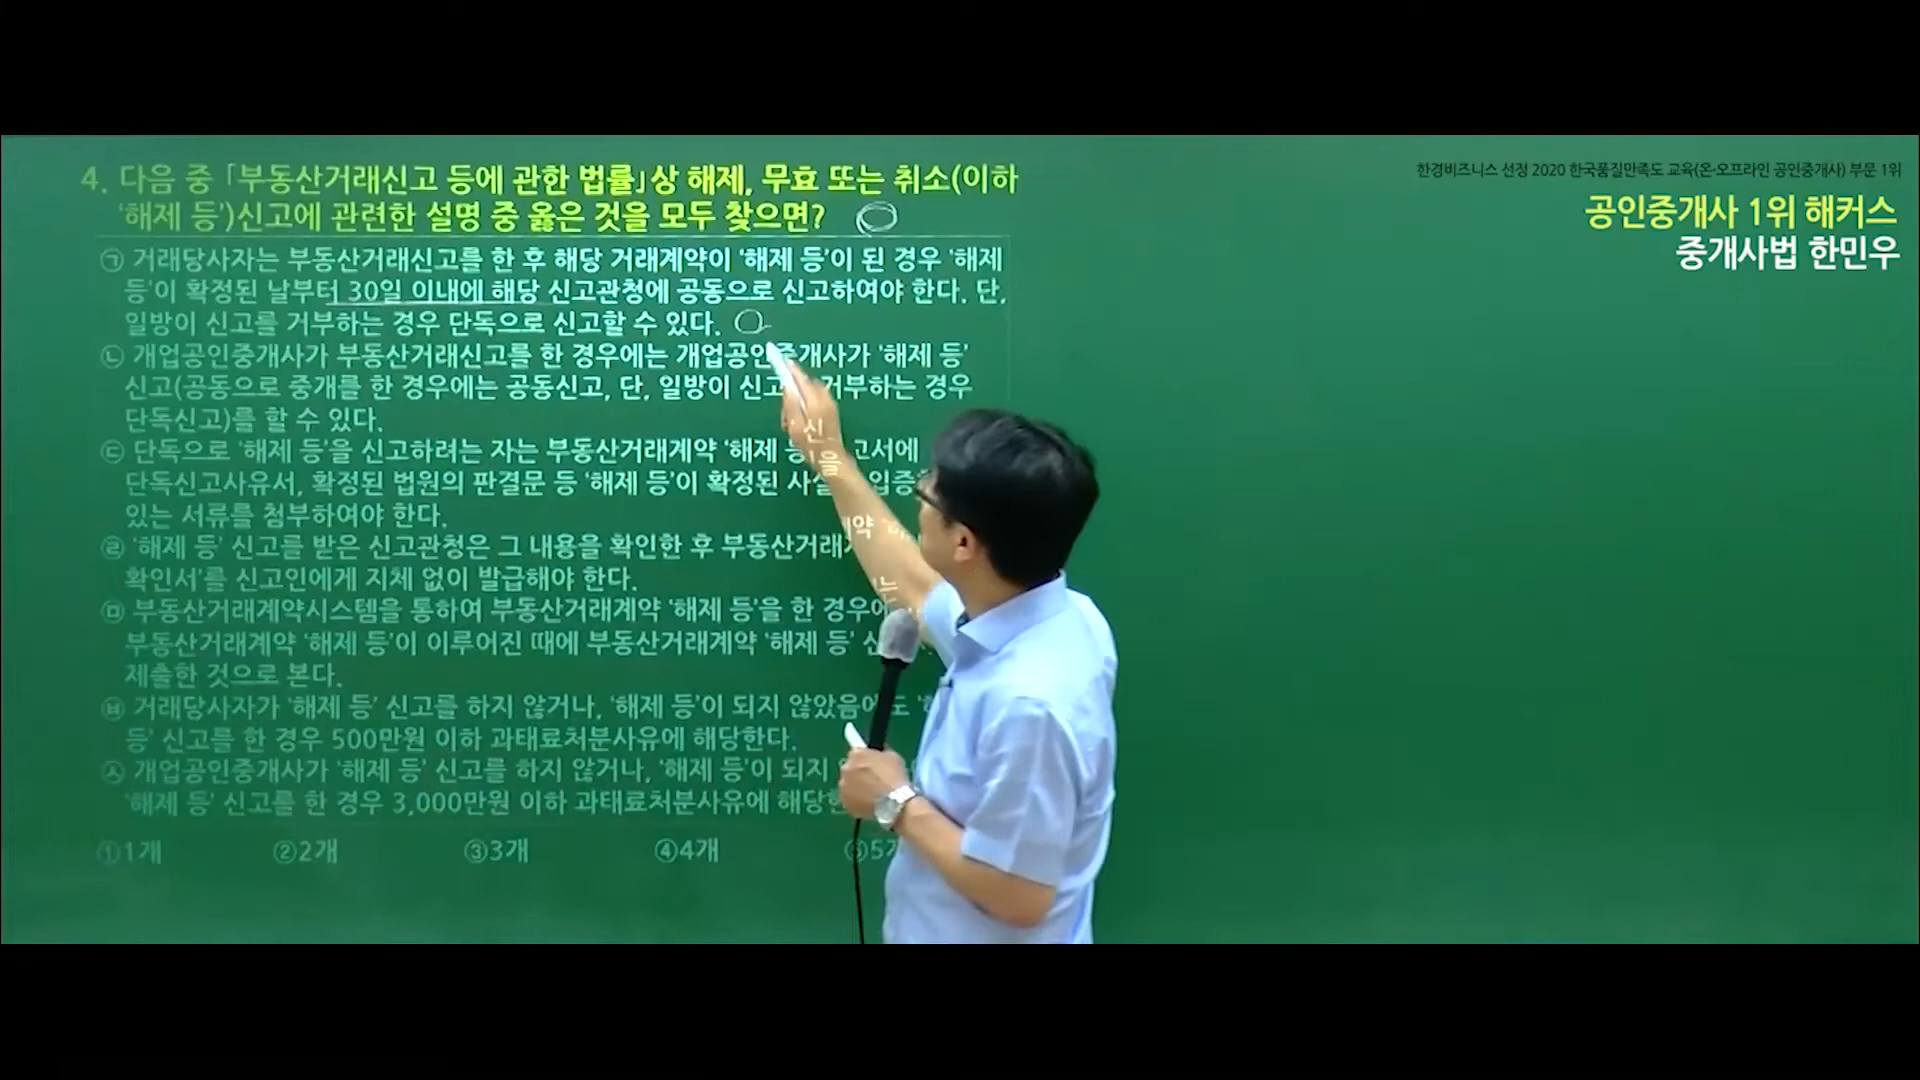 4. 다음 중 「부동산거래신고 등에 관한 법률」상 해제, 무효 또는 취소(이하
‘해제 등’)신고에 관련한 설명 중 옳은 것을 모두 찾으면?
㉠ 거래당사자는 부동산거래신고를 한 후 해당 거래계약이 ‘해제 등’이 된 경우 ‘해제
등’이 확정된 날부터 30일 이내에 해당 신고관청에 공동으로 신고하여야 한다. 단,
일방이 신고를 거부하는 경우 단독으로 신고할 수 있다.
㉡ 개업공인중개사가 부동산거래신고를 한 경우에는 개업공인중개사가 ‘해제 등’
신고(공동으로 중개를 한 경우에는 공동신고, 단, 일방이 신고 거부하는 경우
단독신고)를 할 수 있다.
㉢ 단독으로 ‘해제 등’을 신고하려는 자는 부동산거래계약 ‘해제 등’ 신고서에
단독신고사유서, 확정된 법원의 판결문 등 ‘해제 등’이 확정된 사실을 입증
있는 서류를 첨부하여야 한다.
㉣ ‘해제 등’ 신고를 받은 신고관청은 그 내용을 확인한 후 부동산거래계약
확인서’를 신고인에게 지체 없이 발급해야 한다.
㉤ 부동산거래계약시스템을 통하여 부동산거래계약 ‘해제 등’을 한 경우에는
부동산거래계약 ‘해제 등’이 이루어진 때에 부동산거래계약 ‘해제 등’
제출한 것으로 본다.
㉥ 거래당사자가 ‘해제 등’ 신고를 하지 않거나, ‘해제 등’이 되지 않았음에도
등’ 신고를 한 경우 500만원 이하 과태료처분사유에 해당한다.
㉦ 개업공인중개사가 ‘해제 등’ 신고를 하지 않거나, ‘해제 등’이 되지
‘해제 등’ 신고를 한 경우 3,000만원 이하 과태료처분사유에 해당한
①1개 ②2개 ③3개 ④4개 ⑤5개
한경비즈니스 선정 2020 한국품질만족도 교육(온·오프라인 공인중개사) 부문 1위
공인중개사 1위 해커스
중개사법 한민우